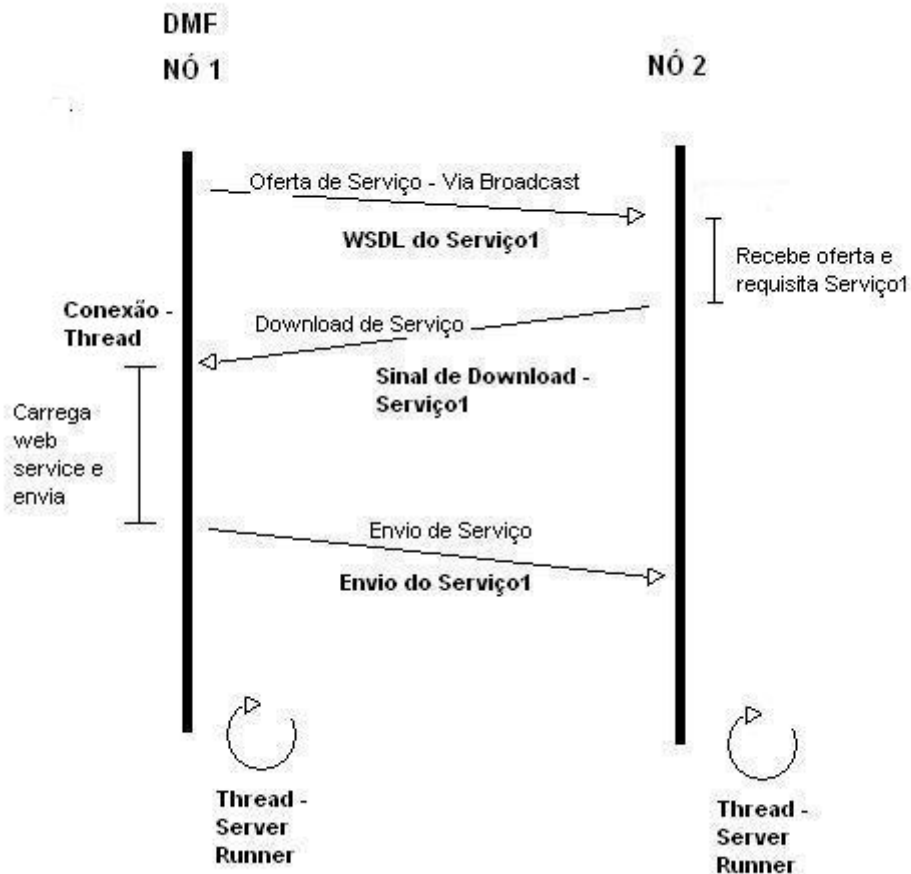 DMF
NÓ 1
NÓ 2
Oferta de Serviço - Via Broadcast
WSDL do Serviço1
Recebe oferta e
requisita Serviço1
Conexão -
Thread
Download de Serviço
Sinal de Download -
Serviço1
Carrega
web
service e
envia
Envio de Serviço
Envio do Serviço1
Thread -
Server
Runner
Thread -
Server
Runner